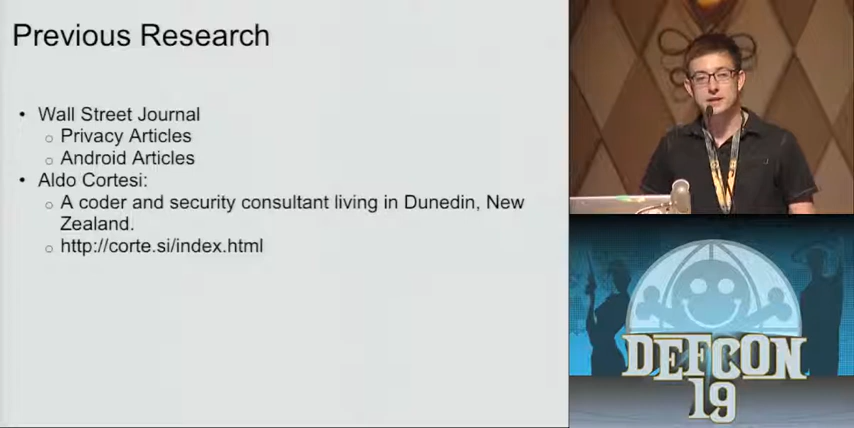 Previous Research
• Wall Street Journal
o Privacy Articles
o Android Articles
• Aldo Cortesi:
o A coder and security consultant living in Dunedin, New
Zealand.
o http://corte.si/index.html
DEFCON
19